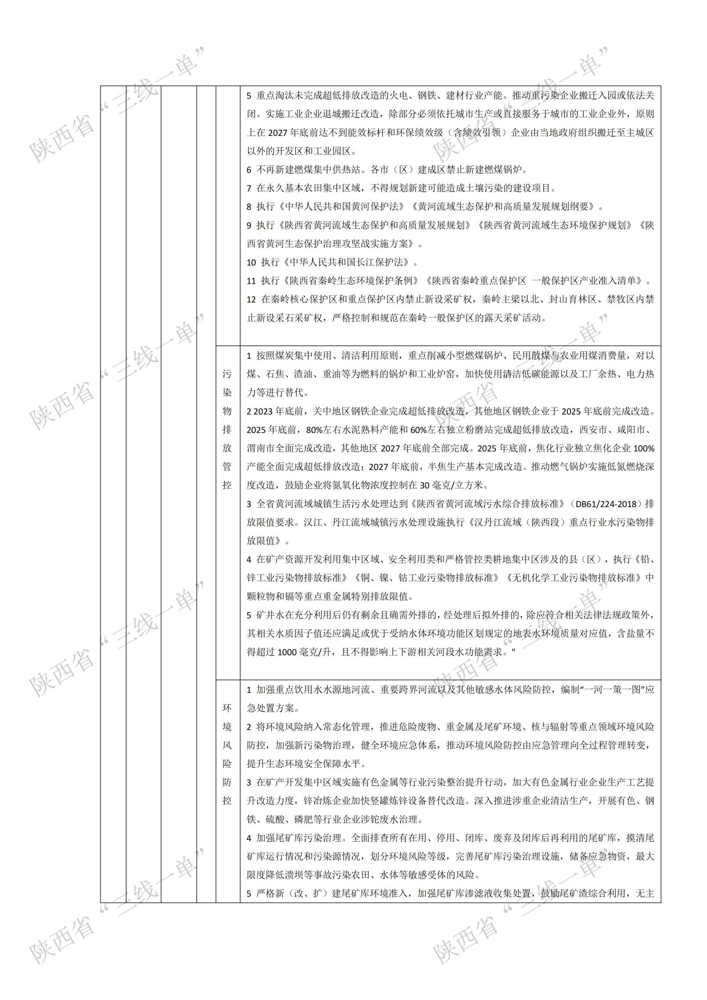 5 重点淘汰未完成超低排放改造的火电、钢铁、建材行业产能。推动重污染企业搬迁入园或依法关
闭。实施工业企业退城搬迁改造，除部分必须依托城市生产或直接服务于城市的工业企业外，原则
上在 2027 年底前达不到能效标杆和环保绩效级（含绩效引领）企业由当地政府组织搬迁至主城区
以外的开发区和工业园区。
6 不再新建燃煤集中供热站。各市（区）建成区禁止新建燃煤锅炉。
7 在永久基本农田集中区域，不得规划新建可能造成土壤污染的建设项目。
8 执行《中华人民共和国黄河保护法》《黄河流域生态保护和高质量发展规划纲要》。
9 执行《陕西省黄河流域生态保护和高质量发展规划》《陕西省黄河流域生态环境保护规划》《陕
西省黄河生态保护治理攻坚战实施方案》。
10 执行《中华人民共和国长江保护法》。
11 执行《陕西省秦岭生态环境保护条例》《陕西省秦岭重点保护区 一般保护区产业准入清单》。
12 在秦岭核心保护区和重点保护区内禁止新设采矿权，秦岭主梁以北、封山育林区、禁牧区内禁
止新设采石采矿权，严格控制和规范在秦岭一般保护区的露天采矿活动。
污
染
物
排
放
管
控
1 按照煤炭集中使用、清洁利用原则，重点削减小型燃煤锅炉、民用散煤与农业用煤消费量，对以
煤、石焦、渣油、重油等为燃料的锅炉和工业炉窑，加快使用清洁低碳能源以及工厂余热、电力热
力等进行替代。
2 2023 年底前，关中地区钢铁企业完成超低排放改造，其他地区钢铁企业于 2025 年底前完成改造。
2025 年底前，80%左右水泥熟料产能和 60%左右独立粉磨站完成超低排放改造，西安市、咸阳市、
渭南市全面完成改造，其他地区 2027 年底前全部完成。2025 年底前，焦化行业独立焦化企业 100%
产能全面完成超低排放改造；2027 年底前，半焦生产基本完成改造。推动燃气锅炉实施低氮燃烧深
度改造，鼓励企业将氮氧化物浓度控制在 30 毫克/立方米。
3 全省黄河流域城镇生活污水处理达到《陕西省黄河流域污水综合排放标准》（DB61/224-2018）排
放限值要求。汉江、丹江流域城镇污水处理设施执行《汉丹江流域（陕西段）重点行业水污染物排
放限值》。
4 在矿产资源开发利用集中区域、安全利用类和严格管控类耕地集中区涉及的县（区），执行《铅、
锌工业污染物排放标准》《铜、镍、钴工业污染物排放标准》《无机化学工业污染物排放标准》中
颗粒物和镉等重点重金属特别排放限值。
5 矿井水在充分利用后仍有剩余且确需外排的，经处理后拟外排的，除应符合相关法律法规政策外，
其相关水质因子值还应满足或优于受纳水体环境功能区划规定的地表水环境质量对应值，含盐量不
得超过 1000 毫克/升，且不得影响上下游相关河段水功能需求。"
环
境
风
险
防
控
1 加强重点饮用水水源地河流、重要跨界河流以及其他敏感水体风险防控，编制“一河一策一图”应
急处置方案。
2 将环境风险纳入常态化管理，推进危险废物、重金属及尾矿环境、核与辐射等重点领域环境风险
防控，加强新污染物治理，健全环境应急体系，推动环境风险防控由应急管理向全过程管理转变，
提升生态环境安全保障水平。
3 在矿产开发集中区域实施有色金属等行业污染整治提升行动，加大有色金属行业企业生产工艺提
升改造力度，锌冶炼企业加快竖罐炼锌设备替代改造。深入推进涉重企业清洁生产，开展有色、钢
铁、硫酸、磷肥等行业企业涉铊废水治理。
4 加强尾矿库污染治理。全面排查所有在用、停用、闭库、废弃及闭库后再利用的尾矿库，摸清尾
矿库运行情况和污染源情况，划分环境风险等级，完善尾矿库污染治理设施，储备应急物资，最大
限度降低溃坝等事故污染农田、水体等敏感受体的风险。
5 严格新（改、扩）建尾矿库环境准入，加强尾矿库渗滤液收集处置，鼓励尾矿渣综合利用，无主
陕西省“三线一单”
陕西省“三线一单”
陕西省“三线一单”
陕西省“三线一单”
陕西省“三线一单”
陕西省“三线一单”
陕西省“三线一单”
陕西省“三线一单”